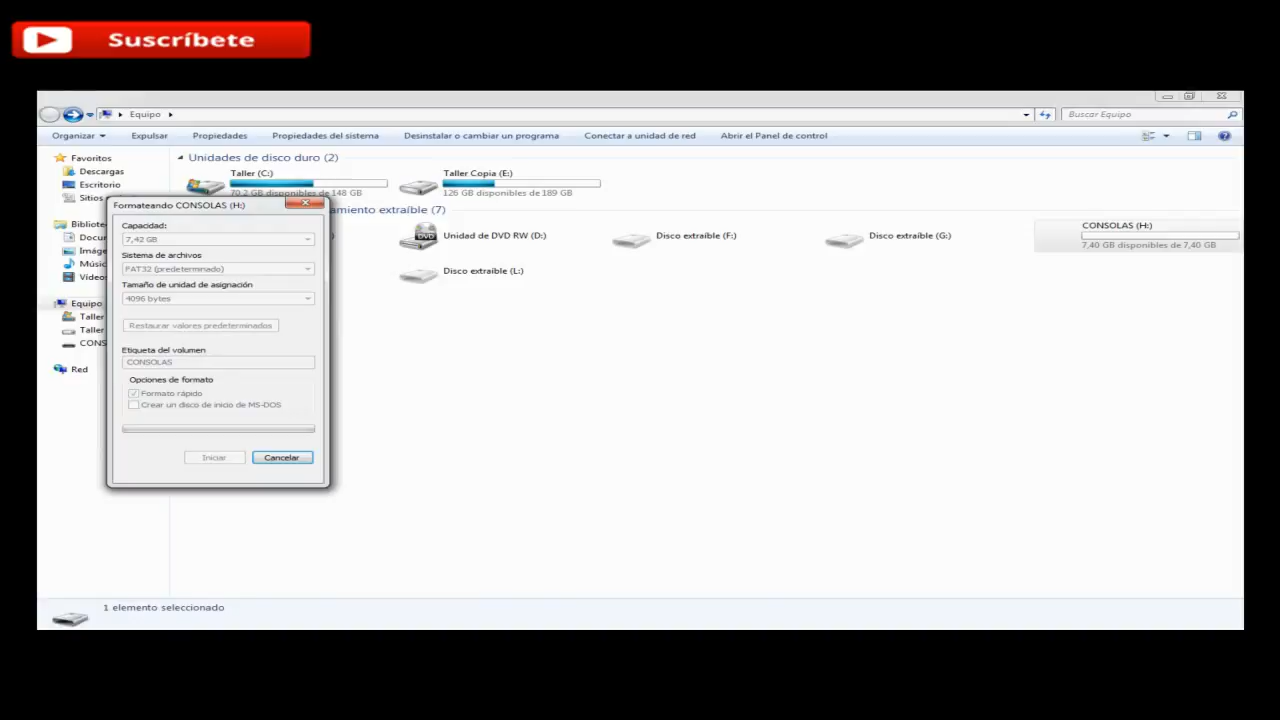 Suscríbete
Equipo
Buscar Equipo
Organizar
Expulsar
Propiedades
Propiedades del sistema
Desinstalar o cambiar un programa
Conectar a unidad de red
Abrir el Panel de control
Favoritos
Descargas
Escritorio
Sitios
Docu
Imáge
Músic
Vídeo
Equipo
Taller
Taller
CONS
Red
Unidades de disco duro (2)
Taller (C:)
70,2 GB disponibles de 148 GB
Taller Copia (E:)
126 GB disponibles de 189 GB
amiento extraíble (7)
Unidad de DVD RW (D:)
DVD
Disco extraíble (F:)
Disco extraíble (G:)
CONSOLAS (H:)
7,40 GB disponibles de 7,40 GB
Disco extraíble (L:)
Formateando CONSOLAS (H:)
Capacidad:
7,42 GB
Sistema de archivos
FAT32 (predeterminado)
Tamaño de unidad de asignación
4096 bytes
Restaurar valores predeterminados
Etiqueta del volumen
CONSOLAS
Opciones de formato
Formato rápido
Crear un disco de inicio de MS-DOS
Iniciar
Cancelar
1 elemento seleccionado